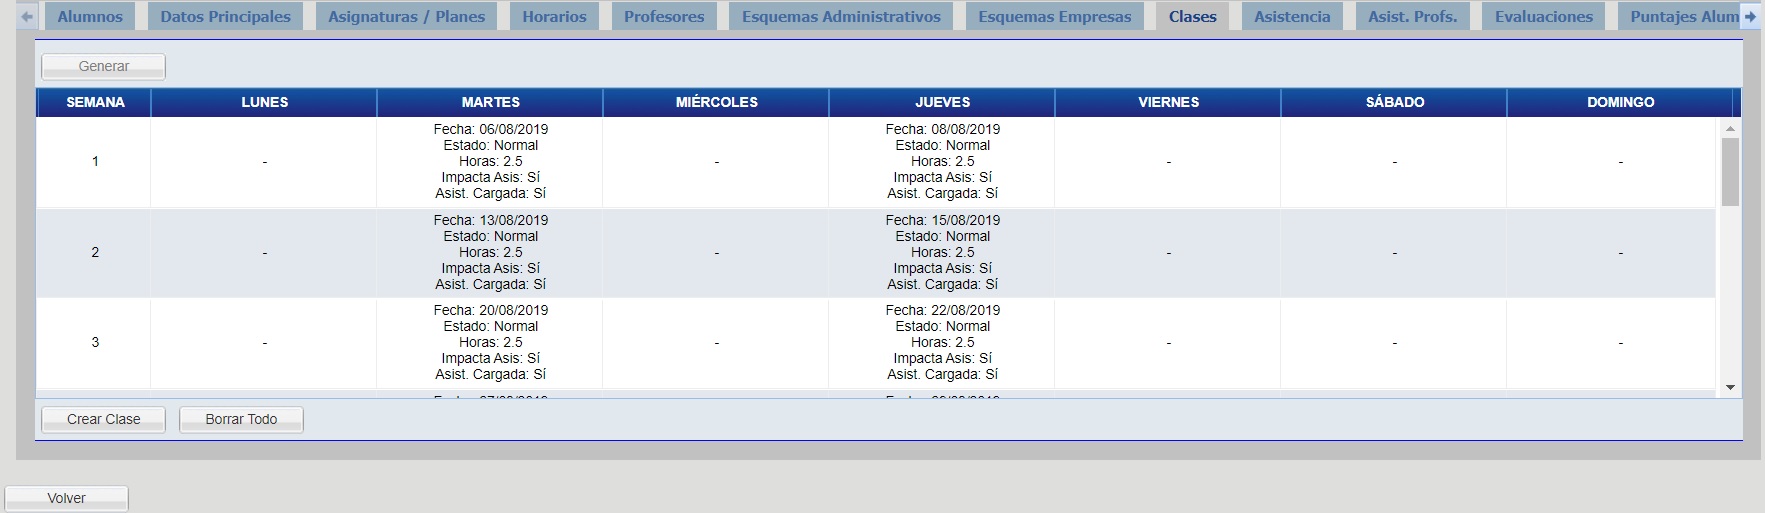 Alumnos Datos Principales Asignaturas / Planes Horarios Profesores Esquemas Administrativos Esquemas Empresas Clases Asistencia Asist. Profs. Evaluaciones Puntajes Alum
Generar
SEMANA LUNES MARTES MIÉRCOLES JUEVES VIERNES SÁBADO DOMINGO
Fecha: 06/08/2019 Fecha: 08/08/2019
Estado: Normal Estado: Normal
1 - Horas: 2.5 - Horas: 2.5 - - -
Impacta Asis: Sí Impacta Asis: Sí
Asist. Cargada: Sí Asist. Cargada: Sí
Fecha: 13/08/2019 Fecha: 15/08/2019
Estado: Normal Estado: Normal
2 - Horas: 2.5 - Horas: 2.5 - - -
Impacta Asis: Sí Impacta Asis: Sí
Asist. Cargada: Sí Asist. Cargada: Sí
Fecha: 20/08/2019 Fecha: 22/08/2019
Estado: Normal Estado: Normal
3 - Horas: 2.5 - Horas: 2.5 - - -
Impacta Asis: Sí Impacta Asis: Sí
Asist. Cargada: Sí Asist. Cargada: Sí
Crear Clase Borrar Todo
Volver